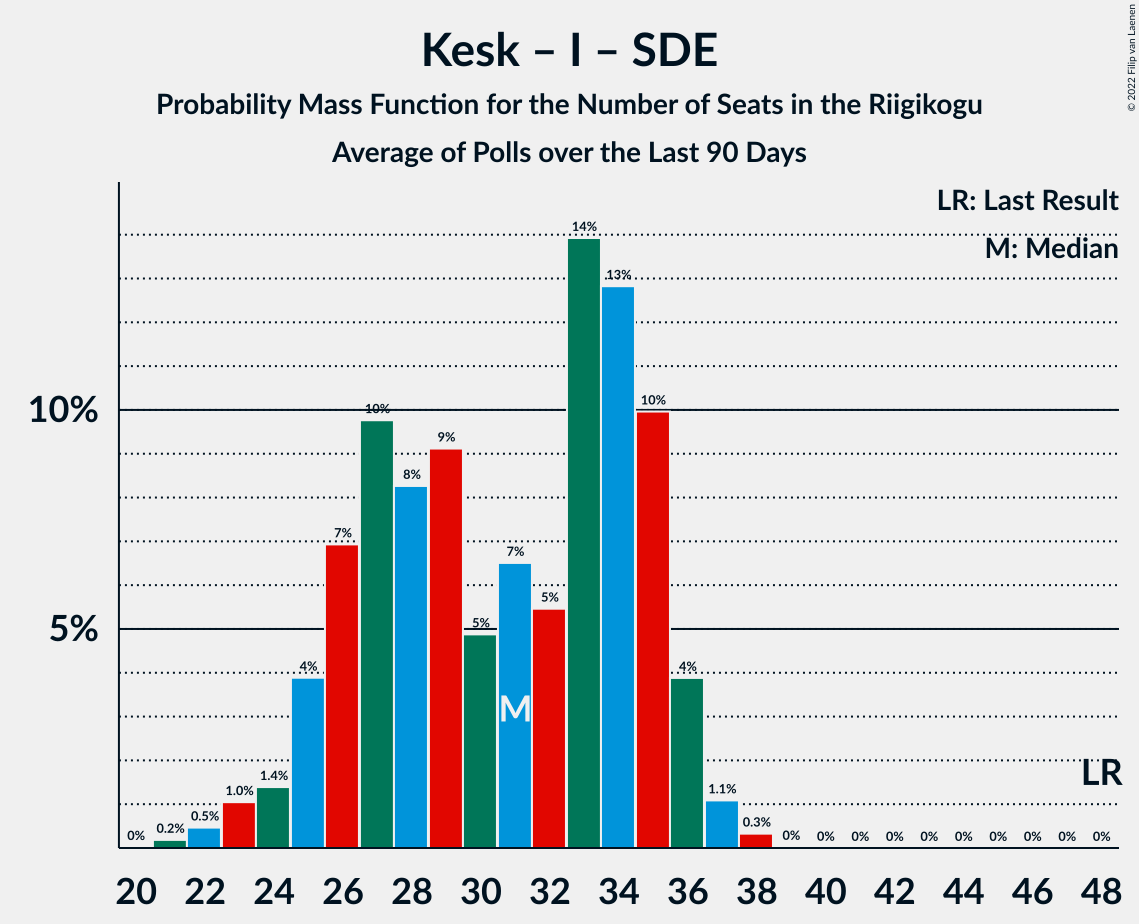 Kesk – I – SDE
Probability Mass Function for the Number of Seats in the Riigikogu
Average of Polls over the Last 90 Days
© 2022 Filip van Laenen
LR: Last Result
M: Median
10%
5%
0% 0.2% 0.5% 1.0% 1.4% 4% 7% 10% 8% 9% 5% 7% 5% 14% 13% 10% 4% 1.1% 0.3% 0% 0% 0% 0% 0% 0% 0% 0% 0% 0%
M
LR
20 22 24 26 28 30 32 34 36 38 40 42 44 46 48